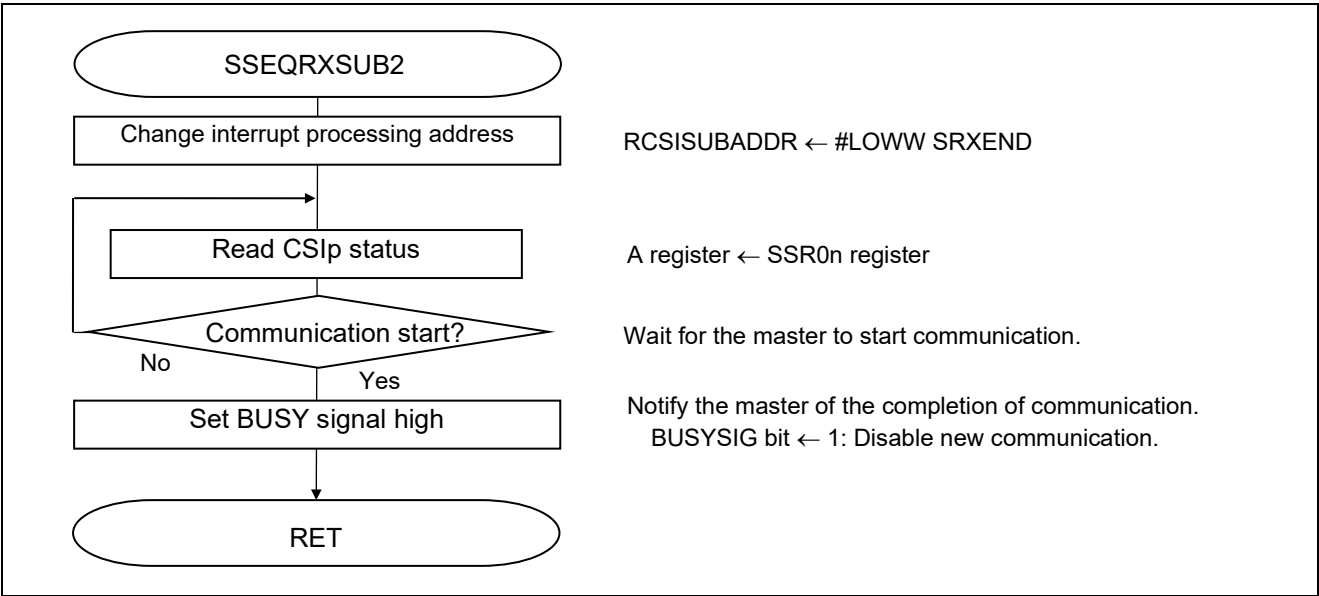 SSEQRXSUB2
Change interrupt processing address
RCSISUBADDR ← #LOWW SRXEND
Read CSIp status
A register ← SSR0n register
Communication start?
Wait for the master to start communication.
No
Yes
Set BUSY signal high
Notify the master of the completion of communication.
BUSYSIG bit ← 1: Disable new communication.
RET